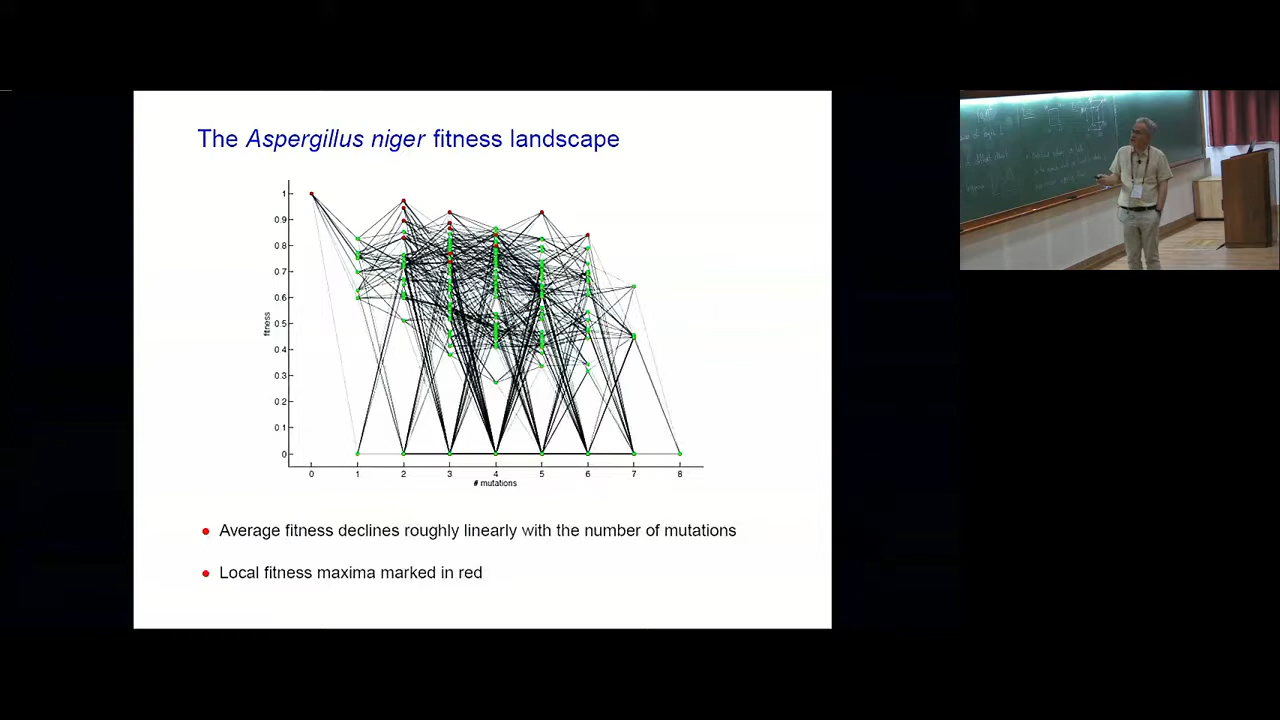 The Aspergillus niger fitness landscape
1
0.9
0.8
0.7
0.6
0.5
0.4
0.3
0.2
0.1
0
fitness
0 1 2 3 4 5 6 7 8
# mutations
Average fitness declines roughly linearly with the number of mutations
Local fitness maxima marked in red